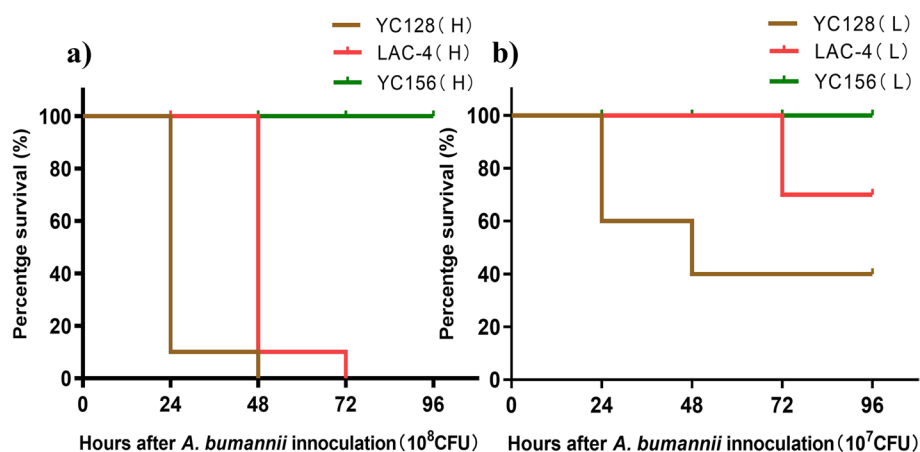 a)
YC128( H)
LAC-4( H)
YC156( H)
Percentge survival (%)
100
80
60
40
20
0
0 24 48 72 96
Hours after A. bumannii innoculation(10⁸CFU)
b)
YC128( L)
LAC-4( L)
YC156( L)
Percentge survival (%)
100
80
60
40
20
0
0 24 48 72 96
Hours after A. bumannii innoculation(10⁷CFU)